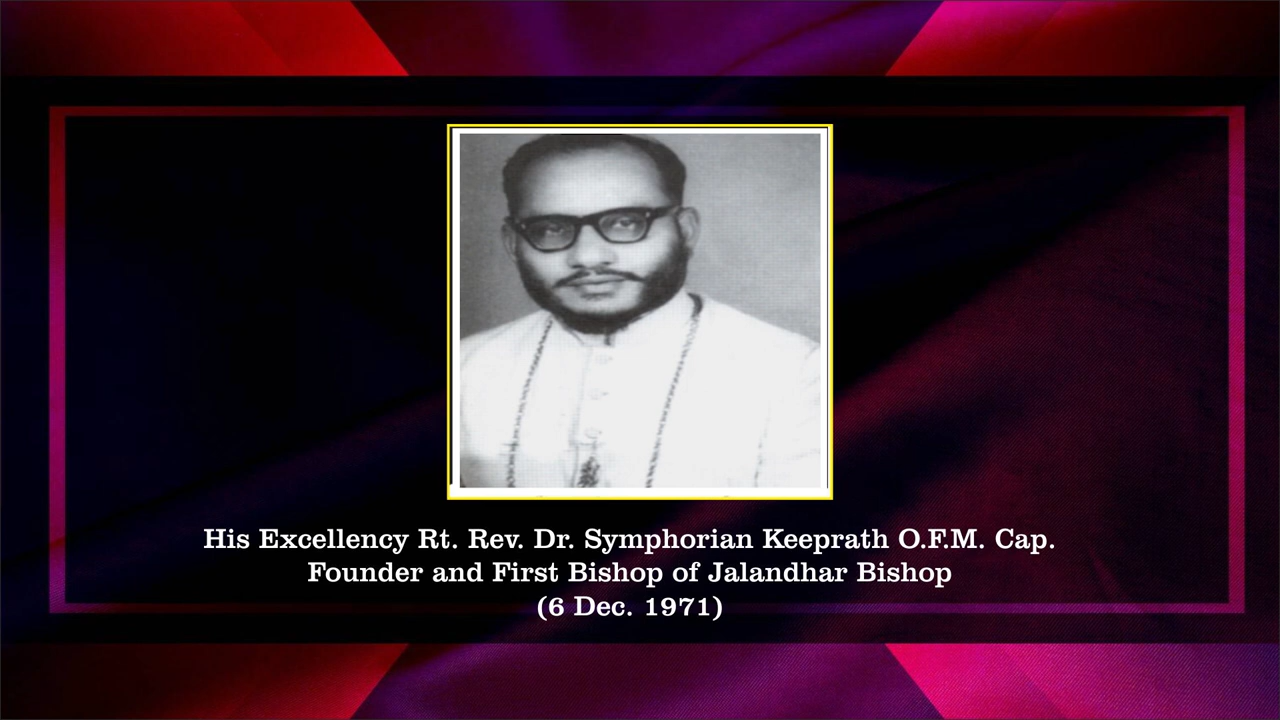 His Excellency Rt. Rev. Dr. Symphorian Keeprath O.F.M. Cap.
Founder and First Bishop of Jalandhar Bishop
(6 Dec. 1971)